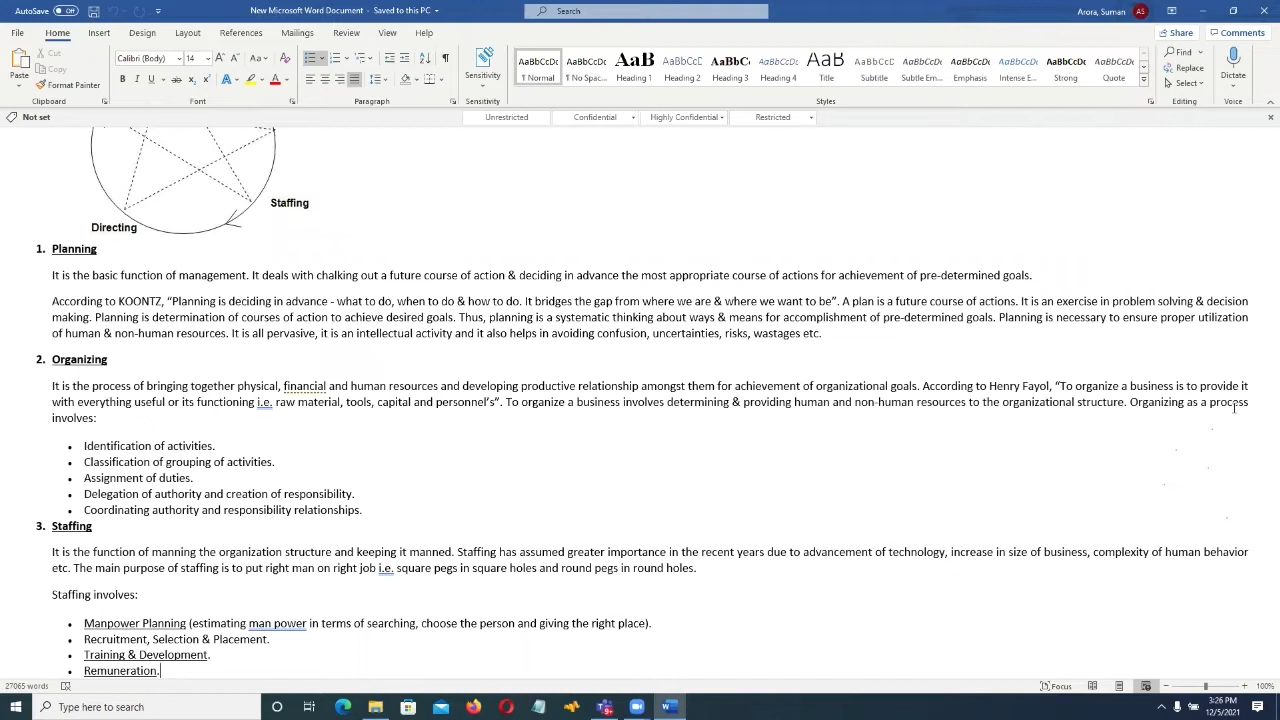 AutoSave Off New Microsoft Word Document - Saved to this PC Search Arora, Suman AS
File Home Insert Design Layout References Mailings Review View Help Share Comments
Paste Cut Copy Format Painter Clipboard
Calibri (Body) 14 Font
Paragraph
Sensitivity Sensitivity
AaBbCcDc AaBbCcDc AaB AaBbCcD AaBbCc AaBbCcD AaB AaBbCcD AaBbCcDc AaBbCcDc AaBbCcDc AaBbCcDc AaBbCcDc
¶ Normal ¶ No Spac... Heading 1 Heading 2 Heading 3 Heading 4 Title Subtitle Subtle Em... Emphasis Intense E... Strong Quote
Styles
Find Replace Select Editing
Dictate Voice
Not set Unrestricted Confidential Highly Confidential Restricted
Staffing
Directing
1. Planning
It is the basic function of management. It deals with chalking out a future course of action & deciding in advance the most appropriate course of actions for achievement of pre-determined goals.
According to KOONTZ, “Planning is deciding in advance - what to do, when to do & how to do. It bridges the gap from where we are & where we want to be”. A plan is a future course of actions. It is an exercise in problem solving & decision
making. Planning is determination of courses of action to achieve desired goals. Thus, planning is a systematic thinking about ways & means for accomplishment of pre-determined goals. Planning is necessary to ensure proper utilization
of human & non-human resources. It is all pervasive, it is an intellectual activity and it also helps in avoiding confusion, uncertainties, risks, wastages etc.
2. Organizing
It is the process of bringing together physical, financial and human resources and developing productive relationship amongst them for achievement of organizational goals. According to Henry Fayol, “To organize a business is to provide it
with everything useful or its functioning i.e. raw material, tools, capital and personnel’s”. To organize a business involves determining & providing human and non-human resources to the organizational structure. Organizing as a process
involves:
• Identification of activities.
• Classification of grouping of activities.
• Assignment of duties.
• Delegation of authority and creation of responsibility.
• Coordinating authority and responsibility relationships.
3. Staffing
It is the function of manning the organization structure and keeping it manned. Staffing has assumed greater importance in the recent years due to advancement of technology, increase in size of business, complexity of human behavior
etc. The main purpose of staffing is to put right man on right job i.e. square pegs in square holes and round pegs in round holes.
Staffing involves:
• Manpower Planning (estimating man power in terms of searching, choose the person and giving the right place).
• Recruitment, Selection & Placement.
• Training & Development.
• Remuneration.
27065 words Focus 100%
Type here to search 3:26 PM
12/5/2021